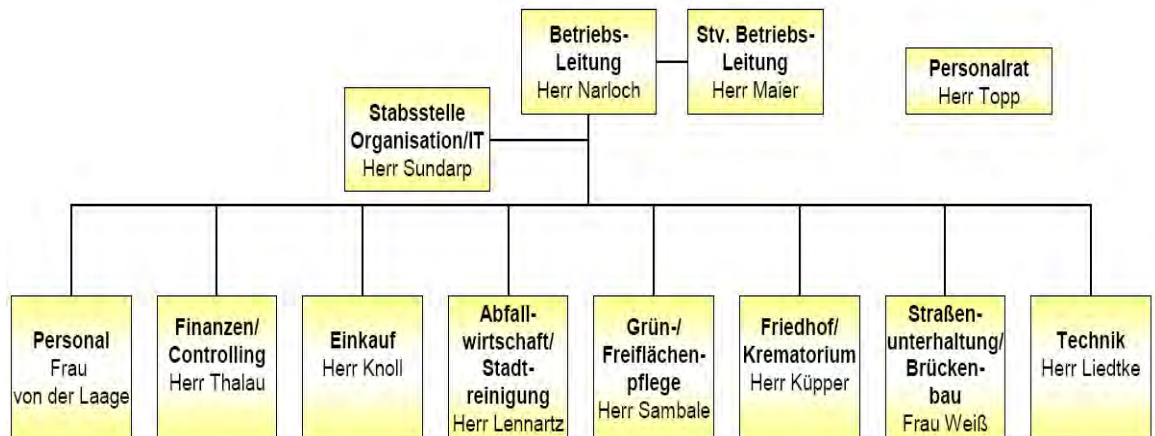 Betriebs-
Leitung
Herr Narloch
Stv. Betriebs-
Leitung
Herr Maier
Personalrat
Herr Topp
Stabsstelle
Organisation/IT
Herr Sundarp
Personal
Frau
von der Laage
Finanzen/
Controlling
Herr Thalau
Einkauf
Herr Knoll
Abfall-
wirtschaft/
Stadt-
reinigung
Herr Lennartz
Grün-/
Freiflächen-
pflege
Herr Sambale
Friedhof/
Krematorium
Herr Küpper
Straßen-
unterhaltung/
Brücken-
bau
Frau Weiß
Technik
Herr Liedtke